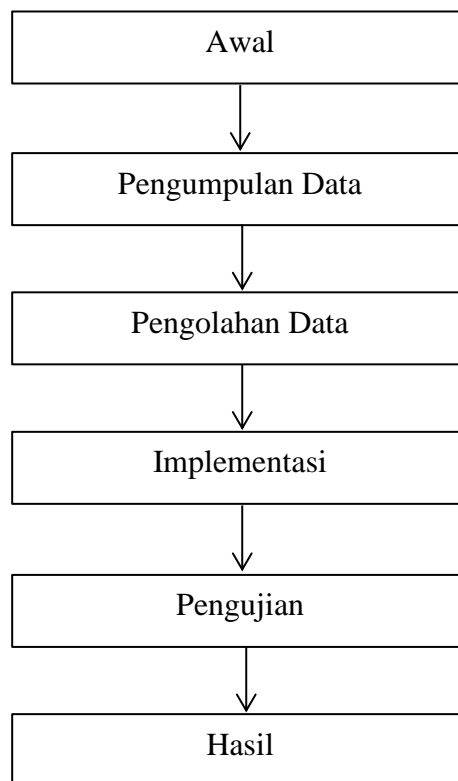 Awal
Pengumpulan Data
Pengolahan Data
Implementasi
Pengujian
Hasil